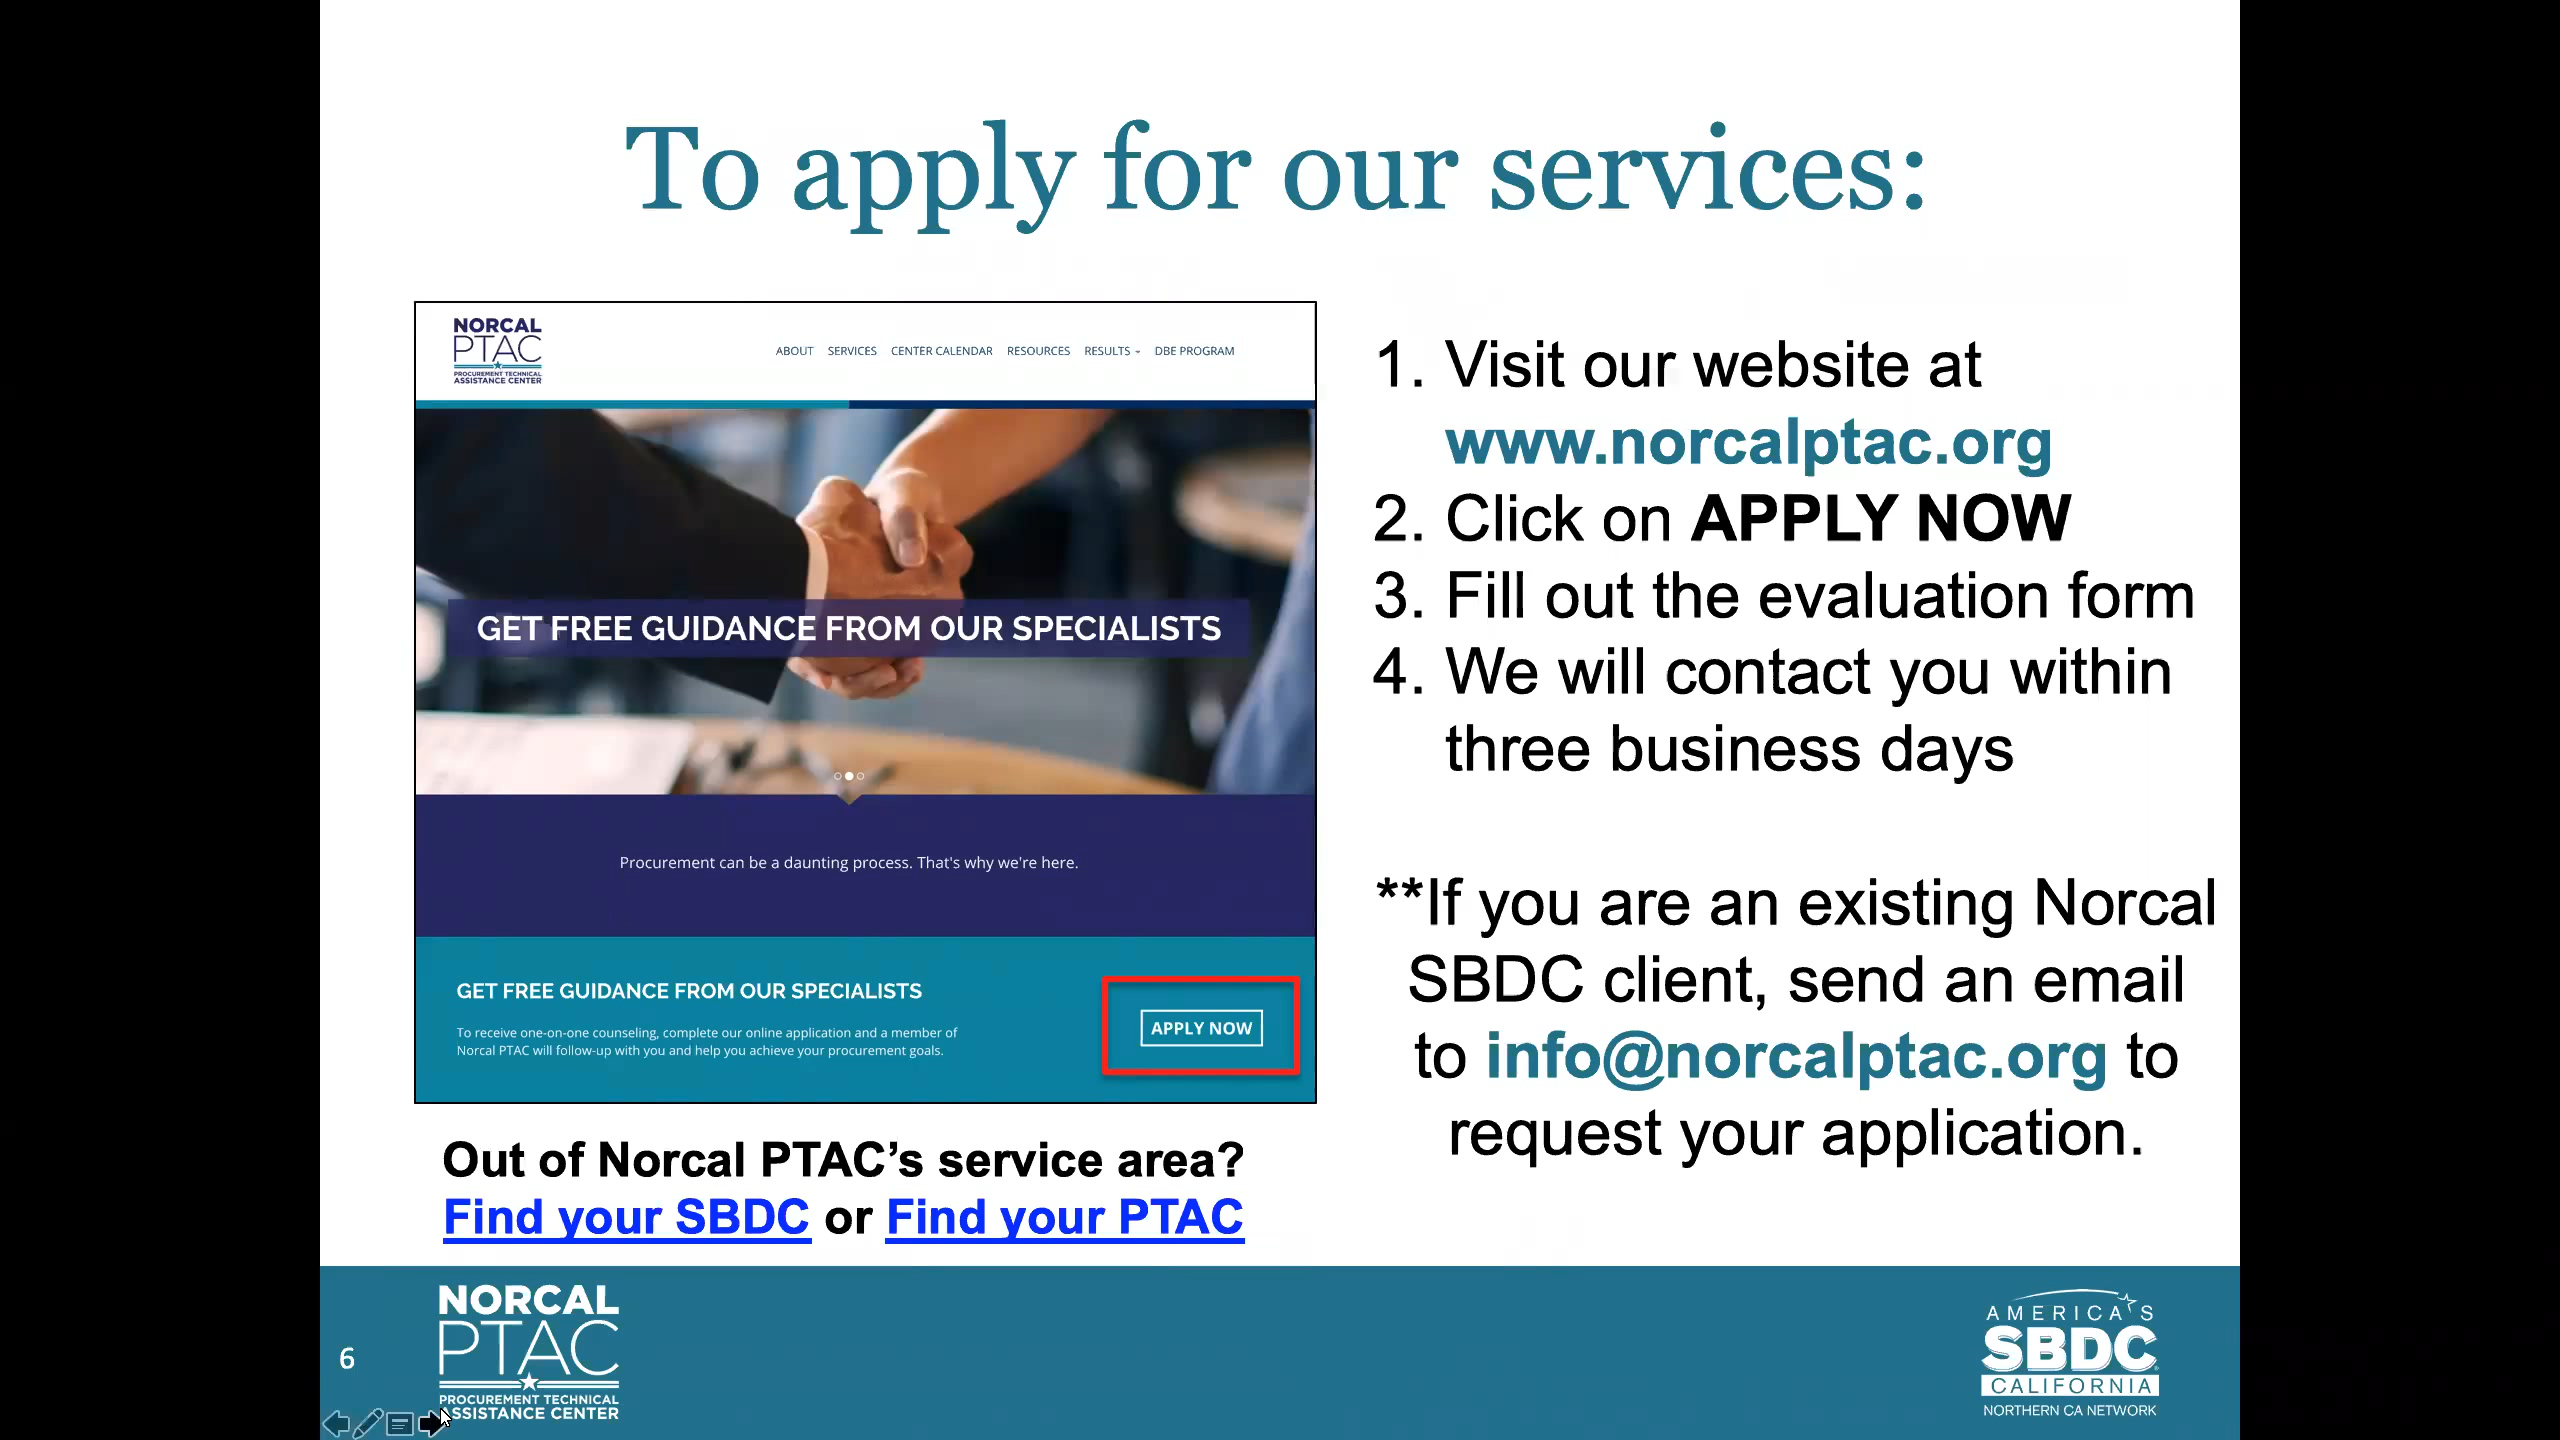 To apply for our services:
NORCAL
PTAC
PROCUREMENT TECHNICAL
ASSISTANCE CENTER
ABOUT SERVICES CENTER CALENDAR RESOURCES RESULTS DBE PROGRAM
GET FREE GUIDANCE FROM OUR SPECIALISTS
Procurement can be a daunting process. That's why we're here.
GET FREE GUIDANCE FROM OUR SPECIALISTS
To receive one-on-one counseling, complete our online application and a member of
Norcal PTAC will follow-up with you and help you achieve your procurement goals.
APPLY NOW
Out of Norcal PTAC’s service area?
Find your SBDC or Find your PTAC
1. Visit our website at
www.norcalptac.org
2. Click on APPLY NOW
3. Fill out the evaluation form
4. We will contact you within
three business days
**If you are an existing Norcal
SBDC client, send an email
to info@norcalptac.org to
request your application.
6
NORCAL
PTAC
PROCUREMENT TECHNICAL
ASSISTANCE CENTER
AMERICA'S
SBDC
CALIFORNIA
NORTHERN CA NETWORK